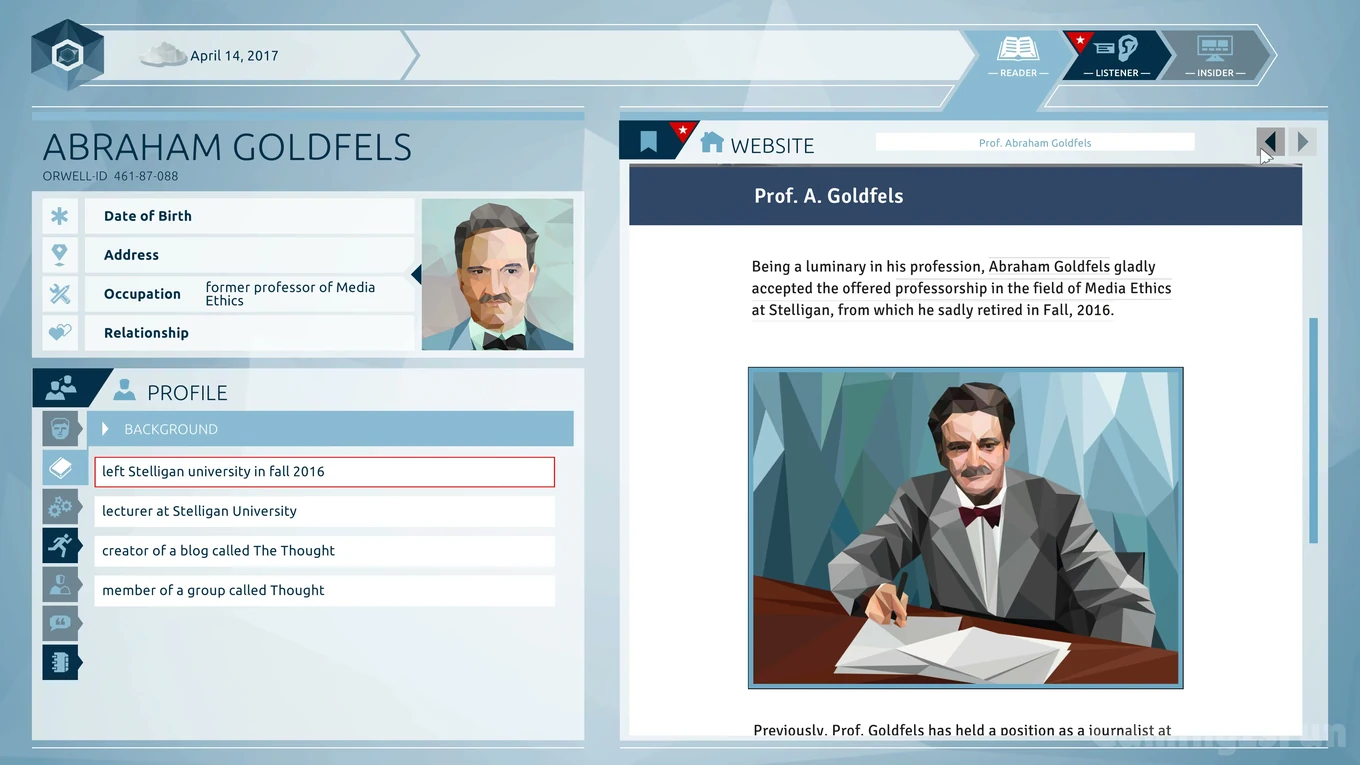 April 14, 2017
— READER —
— LISTENER —
— INSIDER —
ABRAHAM GOLDFELS
ORWELL-ID 461-87-088
Date of Birth
Address
Occupation
former professor of Media
Ethics
Relationship
PROFILE
BACKGROUND
left Stelligan university in fall 2016
lecturer at Stelligan University
creator of a blog called The Thought
member of a group called Thought
WEBSITE
Prof. Abraham Goldfels
Prof. A. Goldfels
Being a luminary in his profession, Abraham Goldfels gladly
accepted the offered professorship in the field of Media Ethics
at Stelligan, from which he sadly retired in Fall, 2016.
Previously, Prof. Goldfels has held a position as a journalist at